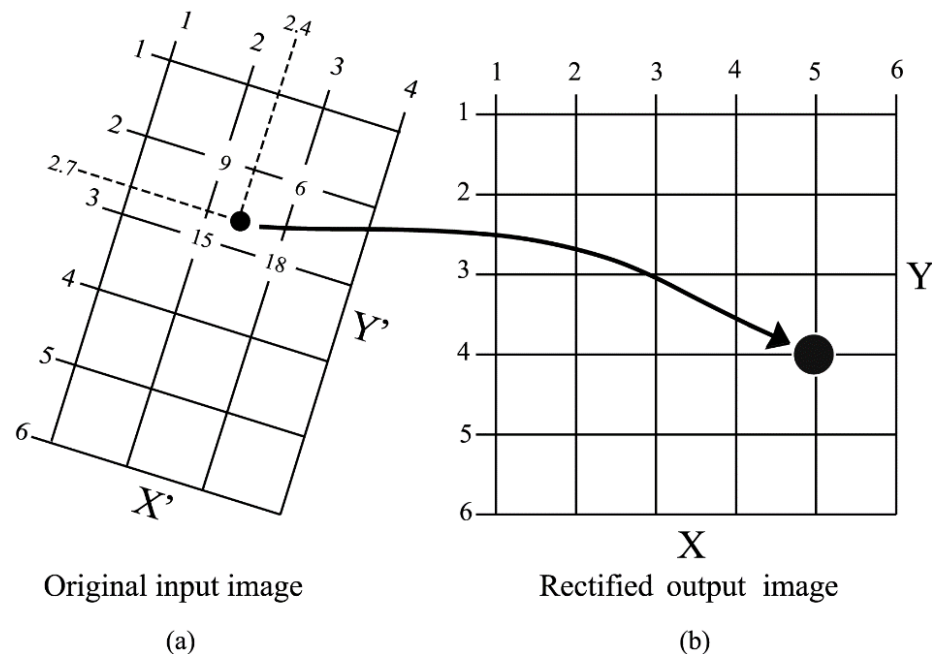 1 2 2.4 3 4
1
2
2.7
3
4
5
6
9 6
15 18
X’
Y’
1 2 3 4 5 6
1
2
3
4
5
6
Y
X
Original input image
Rectified output image
(a)
(b)